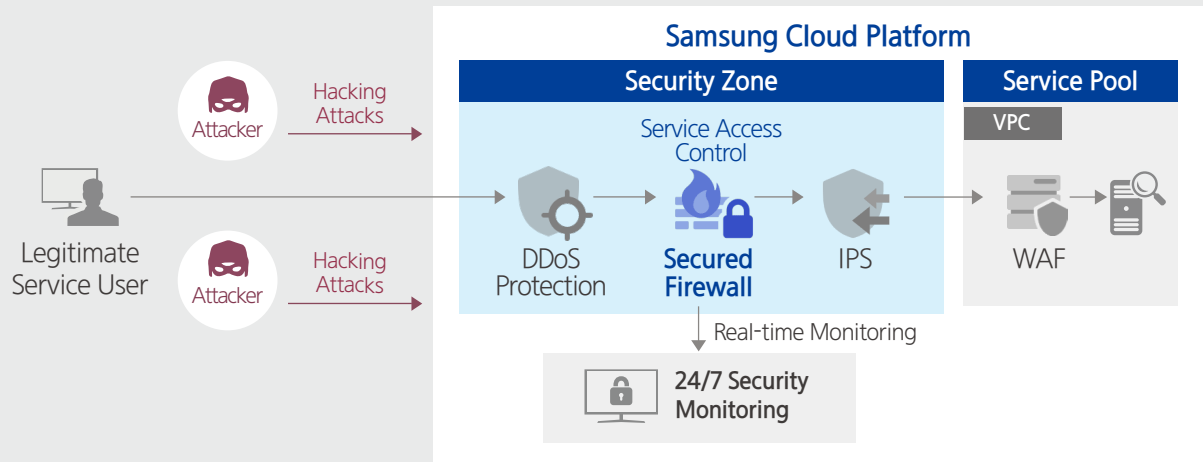 Samsung Cloud Platform
Security Zone
Service Pool
VPC
Attacker
Hacking
Attacks
Service Access
Control
Legitimate
Service User
DDoS
Protection
Secured
Firewall
IPS
WAF
Attacker
Hacking
Attacks
Real-time Monitoring
24/7 Security
Monitoring